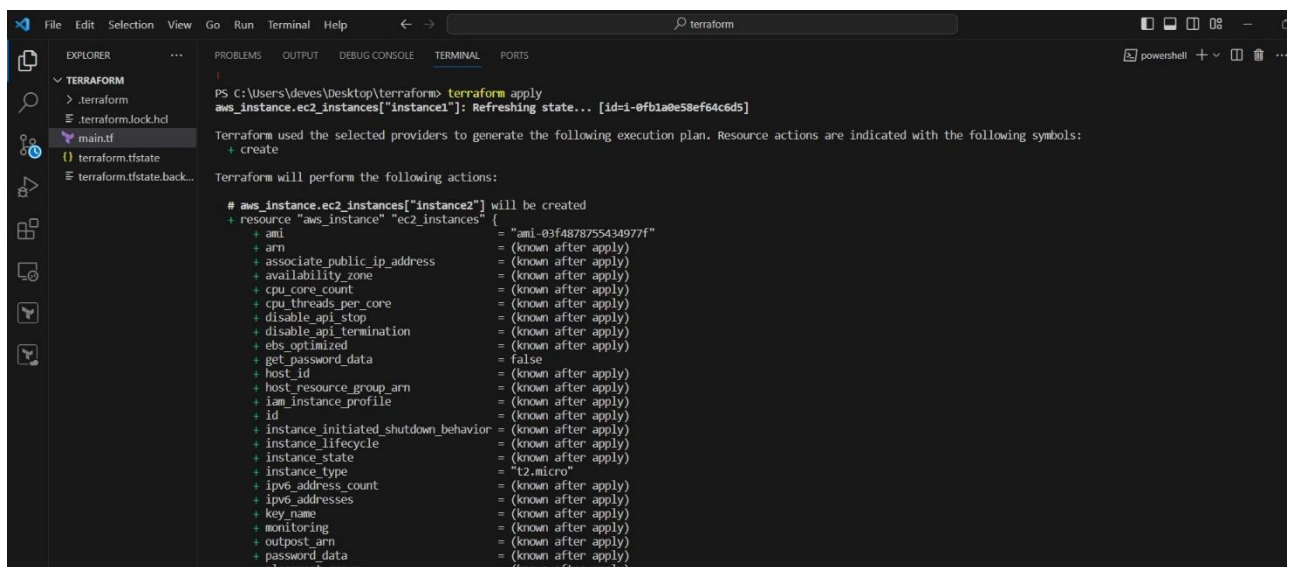 File Edit Selection View Go Run Terminal Help
terraform
EXPLORER
TERRAFORM
.terraform
.terraform.lock.hcl
main.tf
terraform.tfstate
terraform.tfstate.back...
PROBLEMS OUTPUT DEBUG CONSOLE TERMINAL PORTS
powershell
PS C:\Users\deves\Desktop\terraform> terraform apply
aws_instance.ec2_instances["instance1"]: Refreshing state... [id=i-0fb1a0e58ef64c6d5]
Terraform used the selected providers to generate the following execution plan. Resource actions are indicated with the following symbols:
+ create
Terraform will perform the following actions:
# aws_instance.ec2_instances["instance2"] will be created
+ resource "aws_instance" "ec2_instances" {
+ ami = "ami-03f4878755434977f"
+ arn = (known after apply)
+ associate_public_ip_address = (known after apply)
+ availability_zone = (known after apply)
+ cpu_core_count = (known after apply)
+ cpu_threads_per_core = (known after apply)
+ disable_api_stop = (known after apply)
+ disable_api_termination = (known after apply)
+ ebs_optimized = (known after apply)
+ get_password_data = false
+ host_id = (known after apply)
+ host_resource_group_arn = (known after apply)
+ iam_instance_profile = (known after apply)
+ id = (known after apply)
+ instance_initiated_shutdown_behavior = (known after apply)
+ instance_lifecycle = (known after apply)
+ instance_state = (known after apply)
+ instance_type = "t2.micro"
+ ipv6_address_count = (known after apply)
+ ipv6_addresses = (known after apply)
+ key_name = (known after apply)
+ monitoring = (known after apply)
+ outpost_arn = (known after apply)
+ password_data = (known after apply)